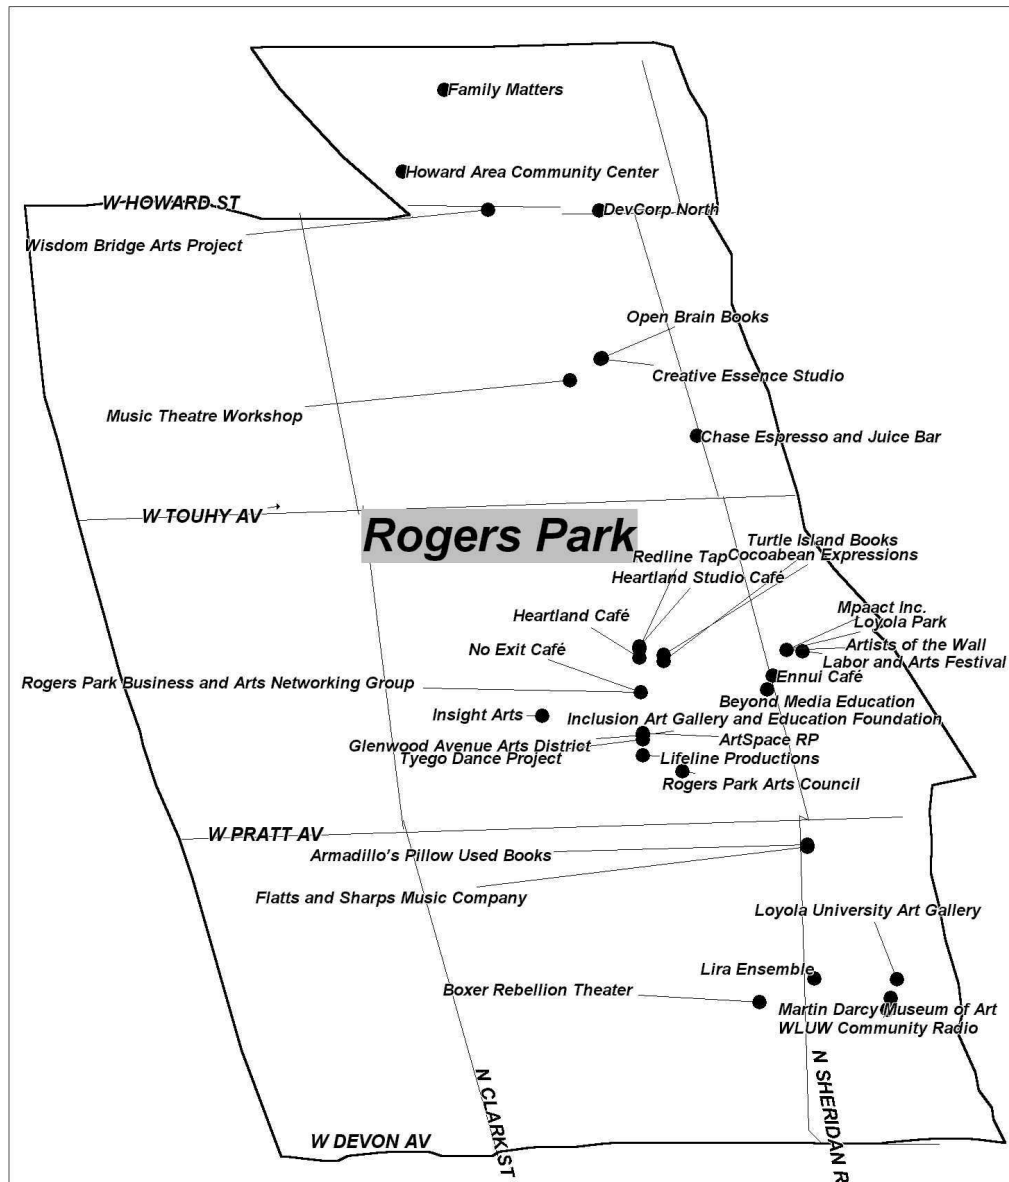 Family Matters
Howard Area Community Center
W HOWARD ST
DevCorp North
Wisdom Bridge Arts Project
Open Brain Books
Creative Essence Studio
Music Theatre Workshop
Chase Espresso and Juice Bar
W TOUHY AV
Rogers Park
Turtle Island Books
Redline Tap
Cocoabean Expressions
Heartland Studio Café
Mpaact Inc.
Heartland Café
Loyola Park
Artists of the Wall
No Exit Café
Labor and Arts Festival
Ennui Café
Rogers Park Business and Arts Networking Group
Beyond Media Education
Insight Arts
Inclusion Art Gallery and Education Foundation
ArtSpace RP
Glenwood Avenue Arts District
Tyego Dance Project
Lifeline Productions
Rogers Park Arts Council
W PRATT AV
Armadillo's Pillow Used Books
Flatts and Sharps Music Company
Loyola University Art Gallery
Lira Ensemble
Boxer Rebellion Theater
Martin Darcy Museum of Art
WLUW Community Radio
N CLARK ST
N SHERIDAN R
W DEVON AV